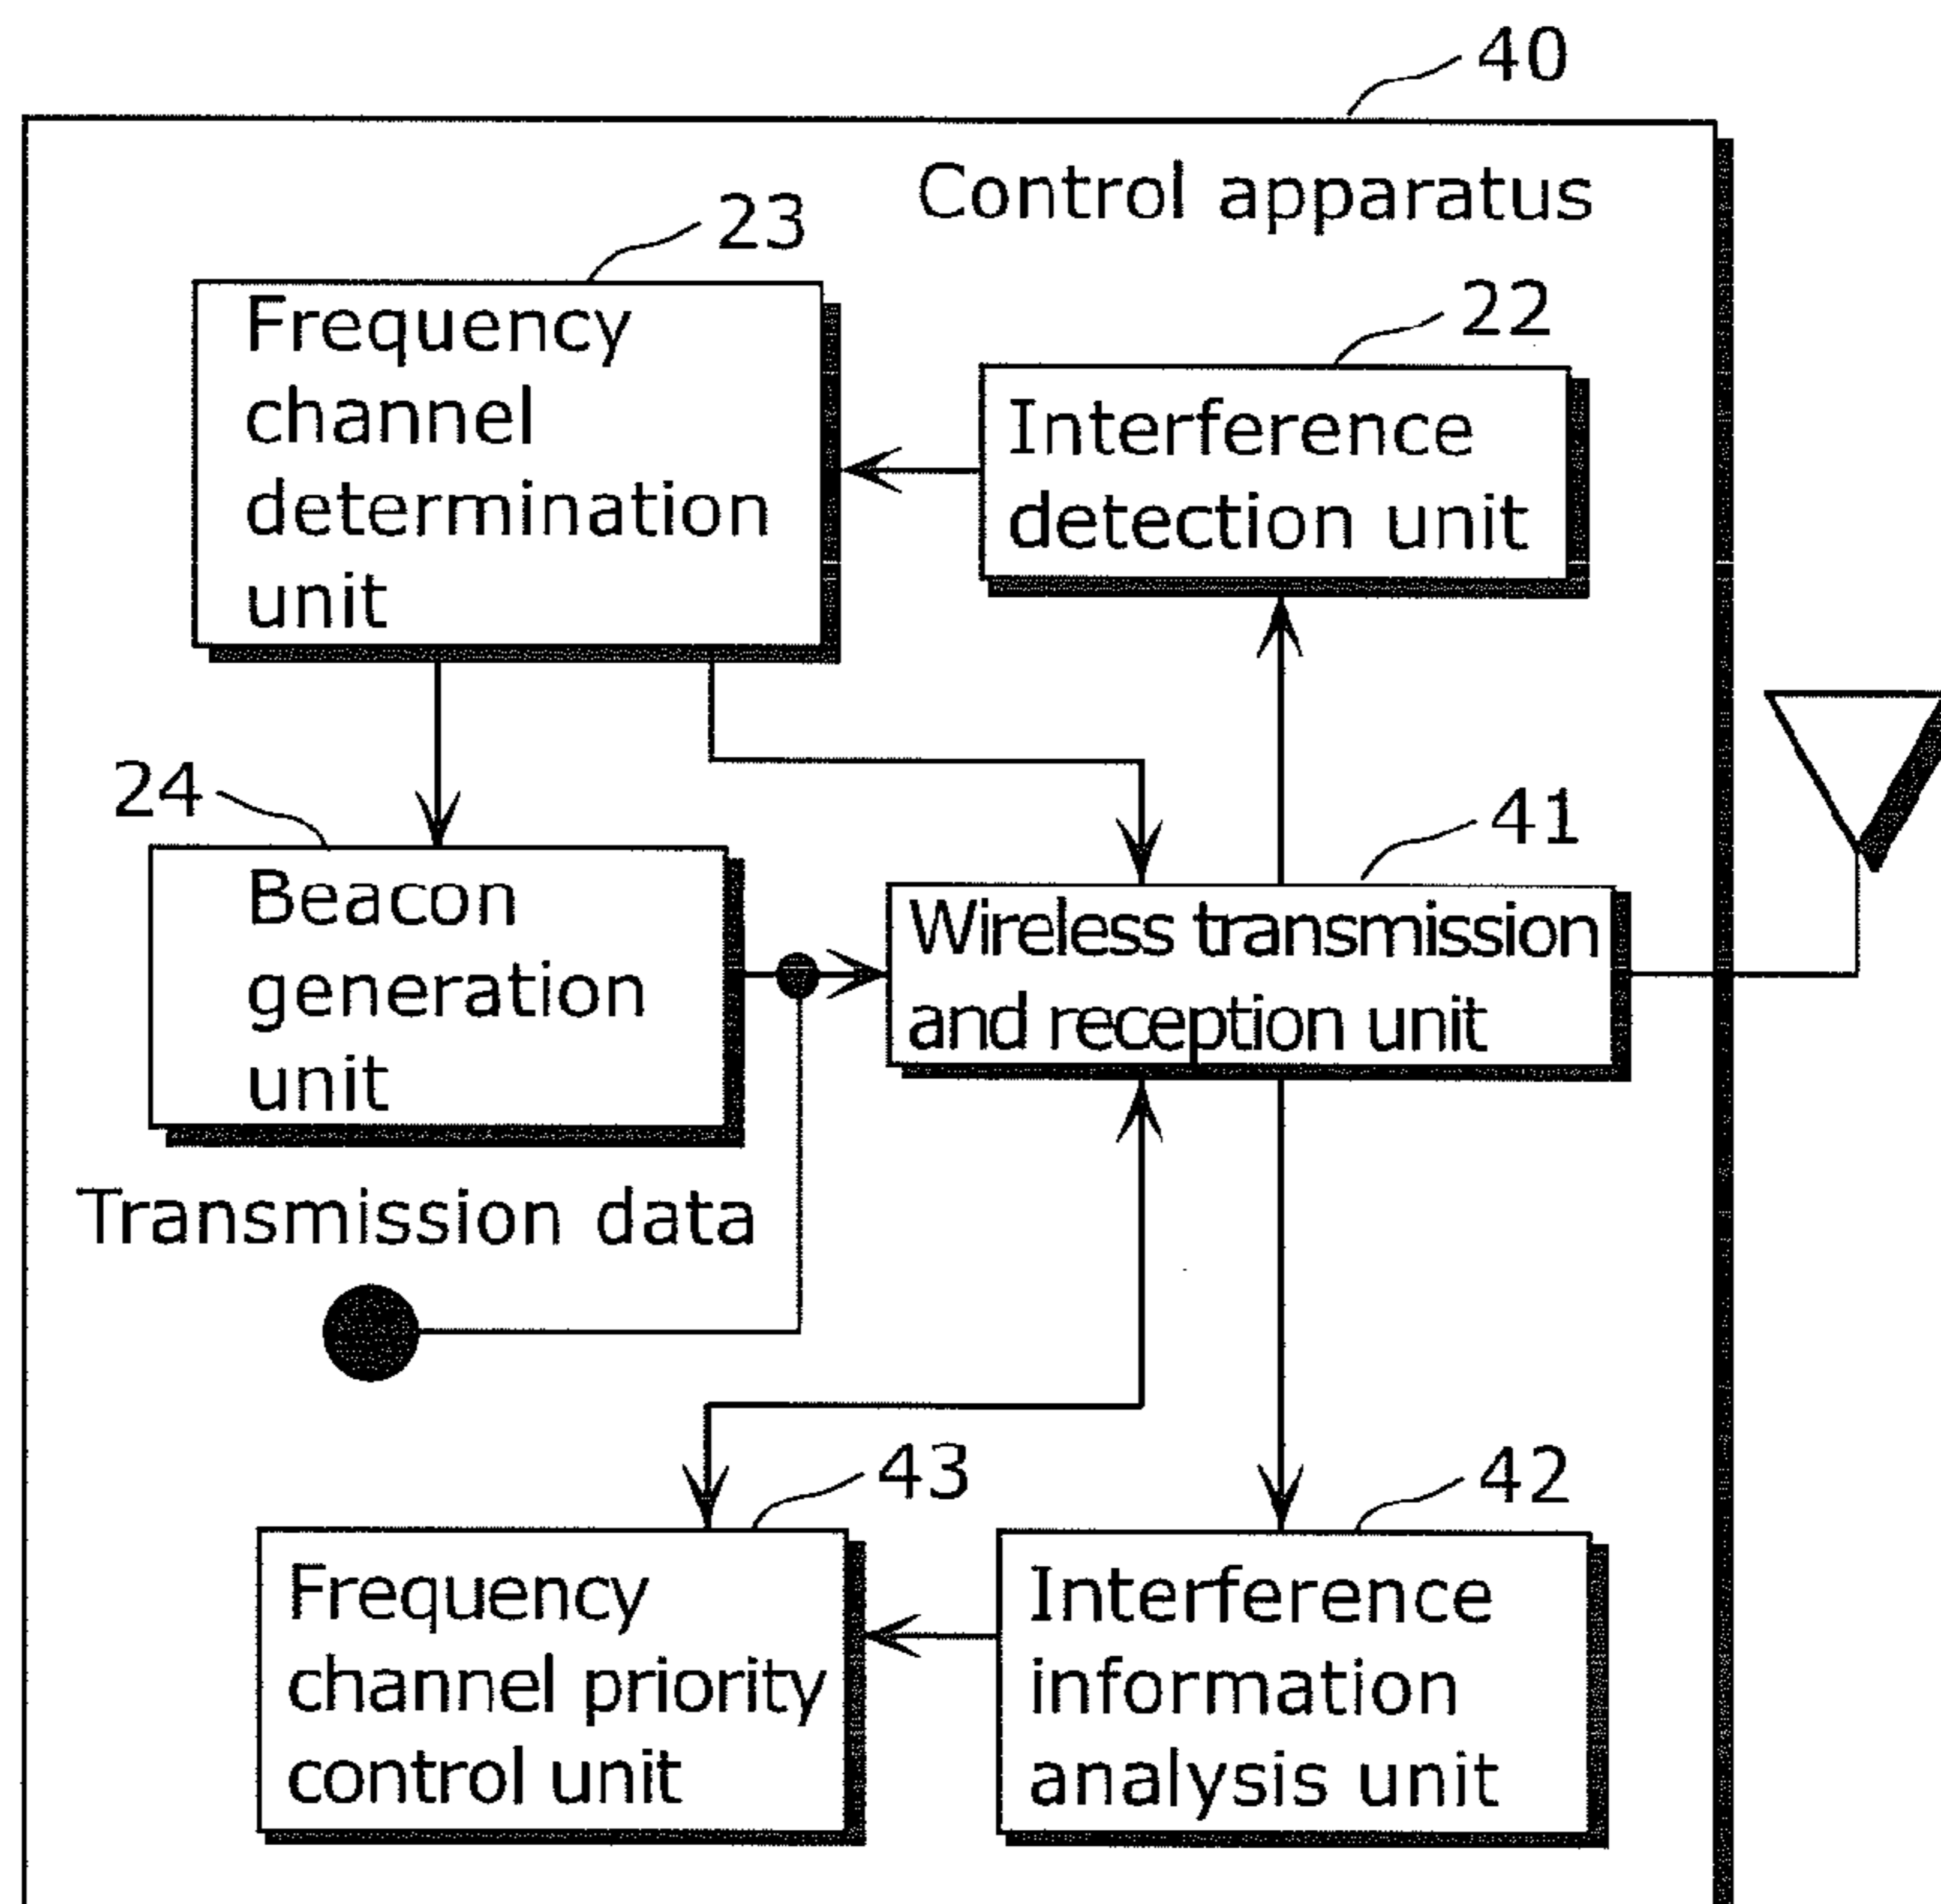 40
Control apparatus
23
Frequency
channel
determination
unit
22
Interference
detection unit
24
Beacon
generation
unit
41
Wireless transmission
and reception unit
Transmission data
43
Frequency
channel priority
control unit
42
Interference
information
analysis unit